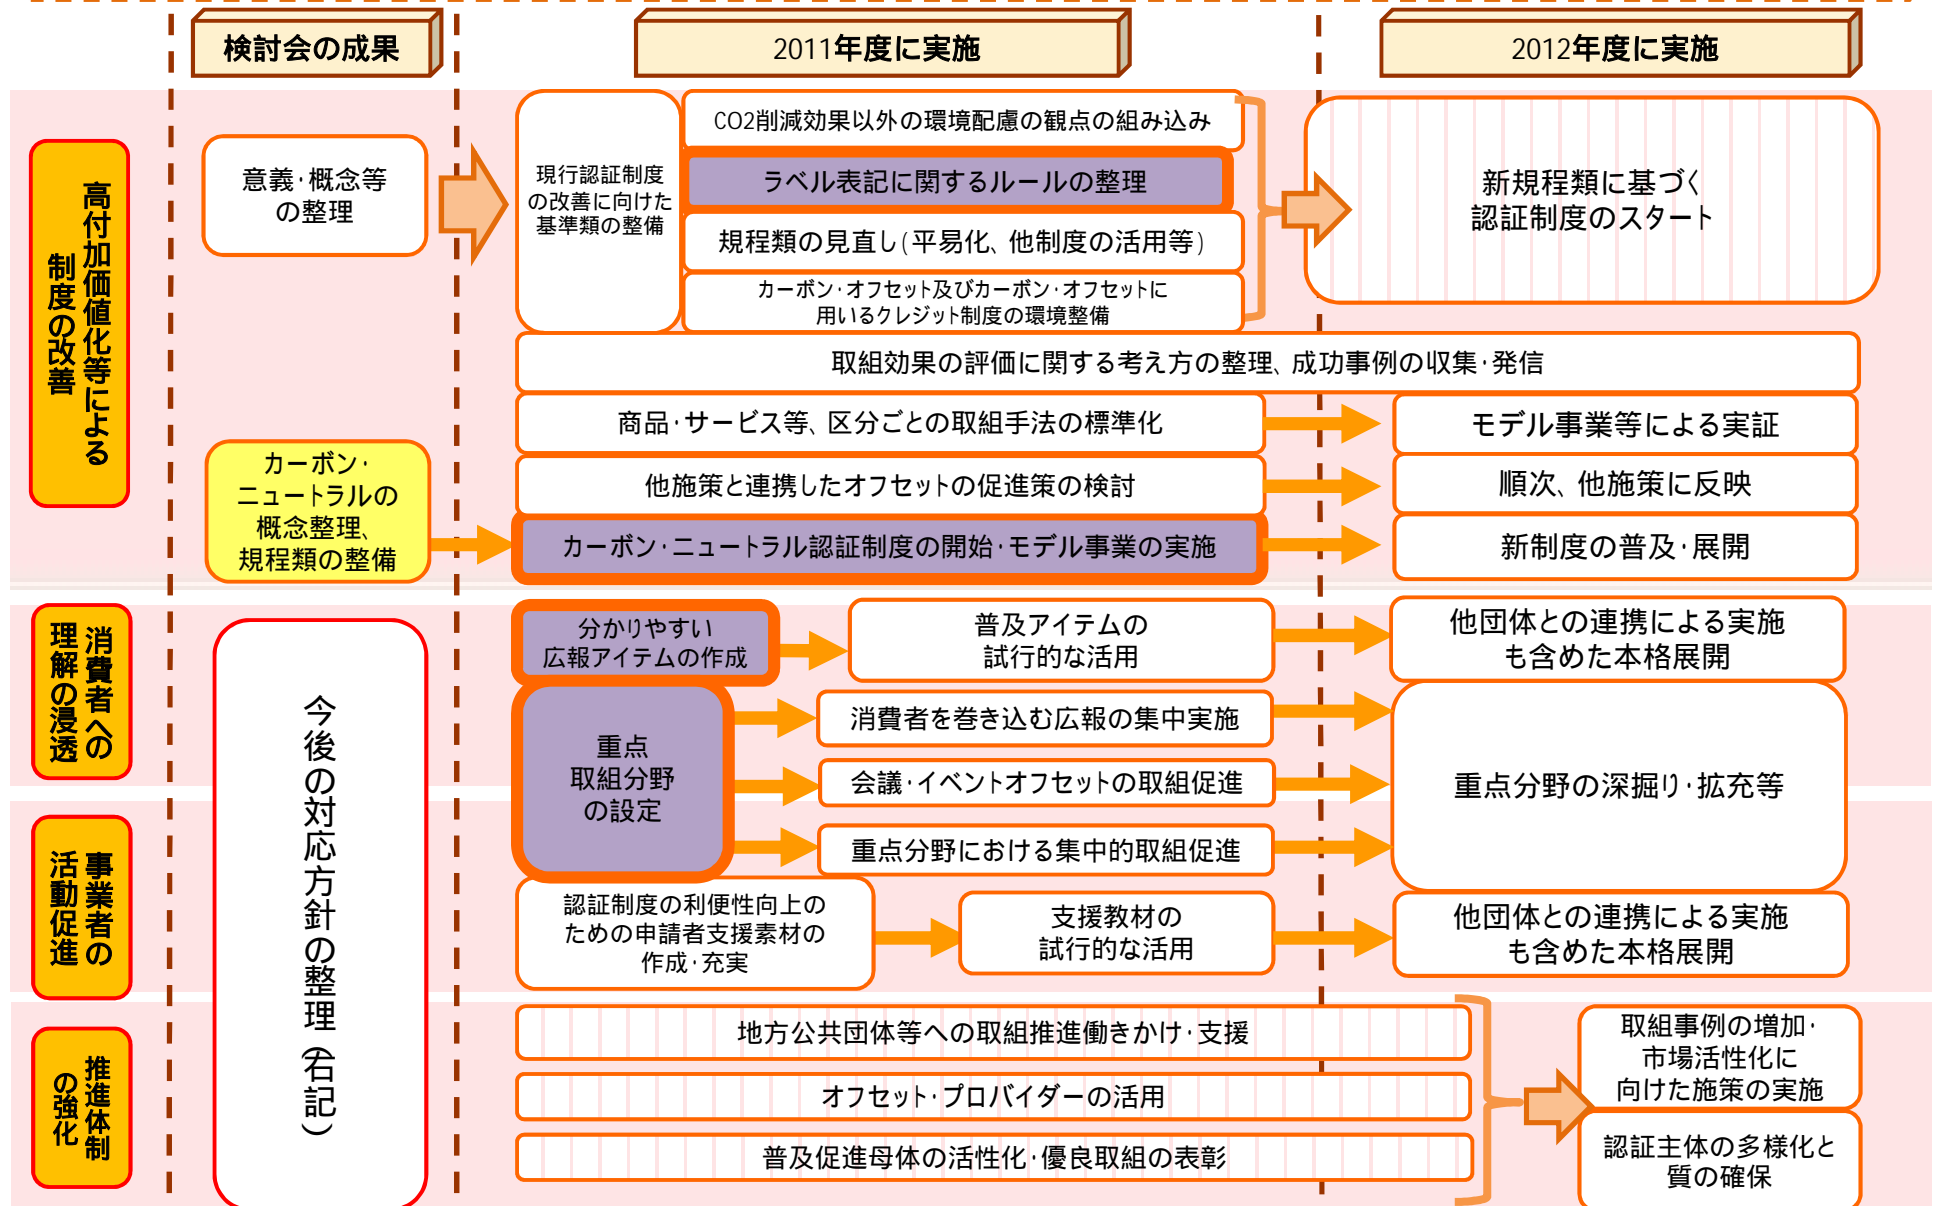 検討会の成果
2011年度に実施
2012年度に実施
高付加価値化等による
制度の改善
意義・概念等
の整理
現行認証制度
の改善に向けた
基準類の整備
CO2削減効果以外の環境配慮の観点の組み込み
ラベル表記に関するルールの整理
規程類の見直し(平易化、他制度の活用等)
カーボン・オフセット及びカーボン・オフセットに
用いるクレジット制度の環境整備
新規程類に基づく
認証制度のスタート
取組効果の評価に関する考え方の整理、成功事例の収集・発信
商品・サービス等、区分ごとの取組手法の標準化
モデル事業等による実証
他施策と連携したオフセットの促進策の検討
順次、他施策に反映
カーボン・
ニュートラルの
概念整理、
規程類の整備
カーボン・ニュートラル認証制度の開始・モデル事業の実施
新制度の普及・展開
消費者への
理解の浸透
今後の対応方針の整理(右記)
分かりやすい
広報アイテムの作成
普及アイテムの
試行的な活用
他団体との連携による実施
も含めた本格展開
重点
取組分野
の設定
消費者を巻き込む広報の集中実施
会議・イベントオフセットの取組促進
重点分野における集中的取組促進
重点分野の深掘り・拡充等
事業者の
活動促進
認証制度の利便性向上の
ための申請者支援素材の
作成・充実
支援教材の
試行的な活用
他団体との連携による実施
も含めた本格展開
推進体制
の強化
地方公共団体等への取組推進働きかけ・支援
オフセット・プロバイダーの活用
普及促進母体の活性化・優良取組の表彰
取組事例の増加・
市場活性化に
向けた施策の実施
認証主体の多様化と
質の確保